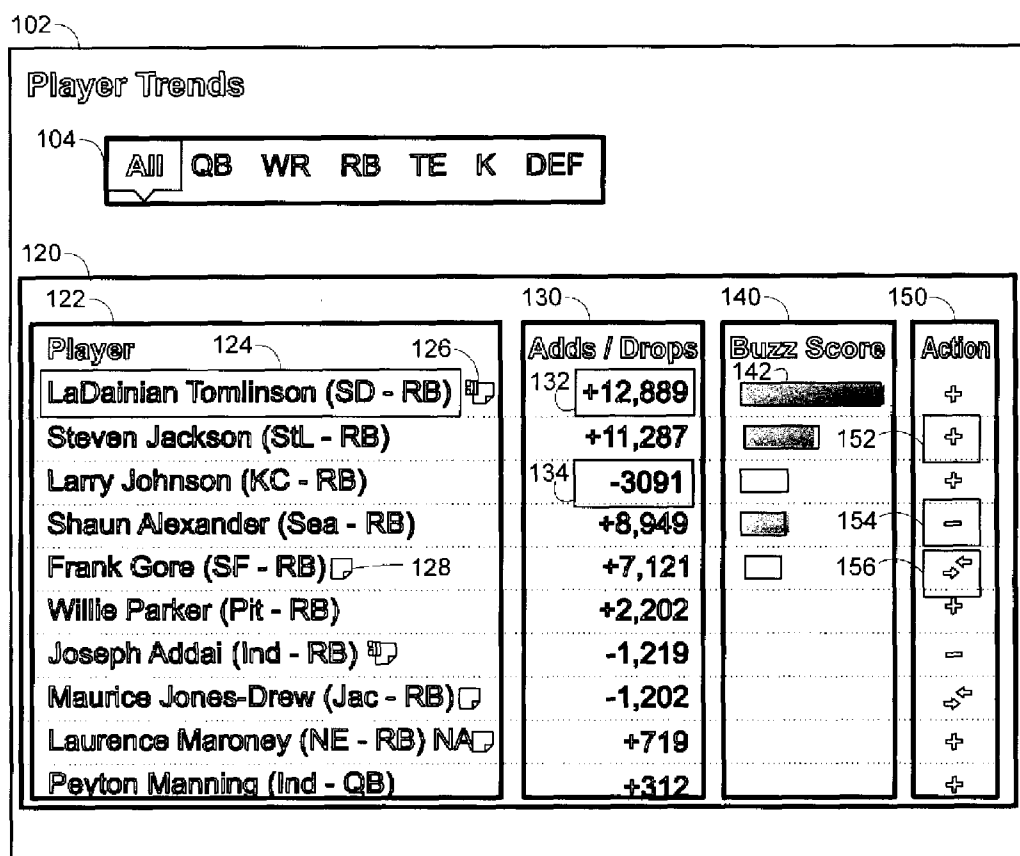 102
Player Trends
104
All QB WR RB TE K DEF
120
122 130 140 150
Player 124 126 Adds / Drops Buzz Score Action
142
LaDainian Tomlinson (SD - RB) 132 +12,889 +
Steven Jackson (StL - RB) +11,287 152 +
Larry Johnson (KC - RB) 134 -3091 +
Shaun Alexander (Sea - RB) +8,949 154 -
Frank Gore (SF - RB) 128 +7,121 156
Willie Parker (Pit - RB) +2,202 +
Joseph Addai (Ind - RB) -1,219 -
Maurice Jones-Drew (Jac - RB) -1,202
Laurence Maroney (NE - RB) NA +719 +
Peyton Manning (Ind - QB) +312 +